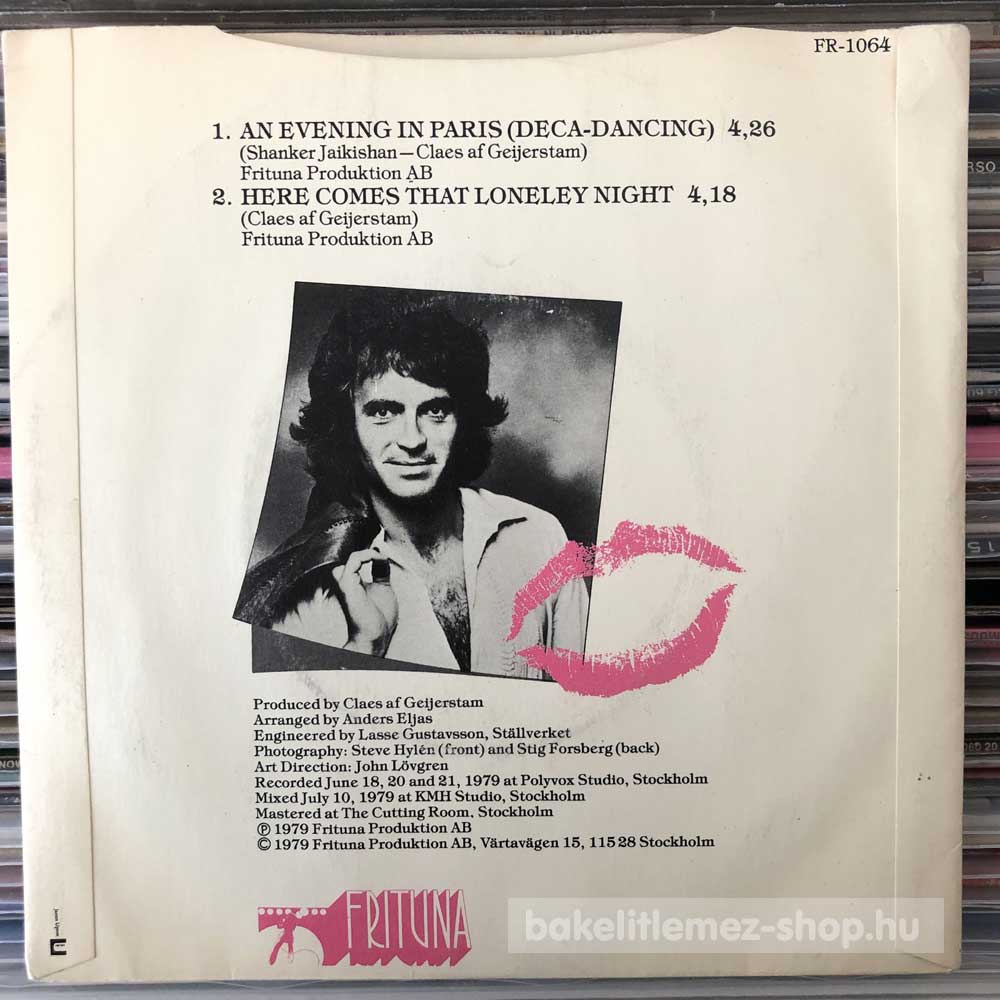 FR-1064
1. AN EVENING IN PARIS (DECA-DANCING) 4,26
(Shanker Jaikishan—Claes af Geijerstam)
Frituna Produktion AB
2. HERE COMES THAT LONELEY NIGHT 4,18
(Claes af Geijerstam)
Frituna Produktion AB
Produced by Claes af Geijerstam
Arranged by Anders Eljas
Engineered by Lasse Gustavsson, Ställverket
Photography: Steve Hylén (front) and Stig Forsberg (back)
Art Direction: John Lövgren
Recorded June 18, 20 and 21, 1979 at Polyvox Studio, Stockholm
Mixed July 10, 1979 at KMH Studio, Stockholm
Mastered at The Cutting Room, Stockholm
℗ 1979 Frituna Produktion AB
© 1979 Frituna Produktion AB, Värtavägen 15, 115 28 Stockholm
FRITUNA
bakelitlemez-shop.hu
RSO